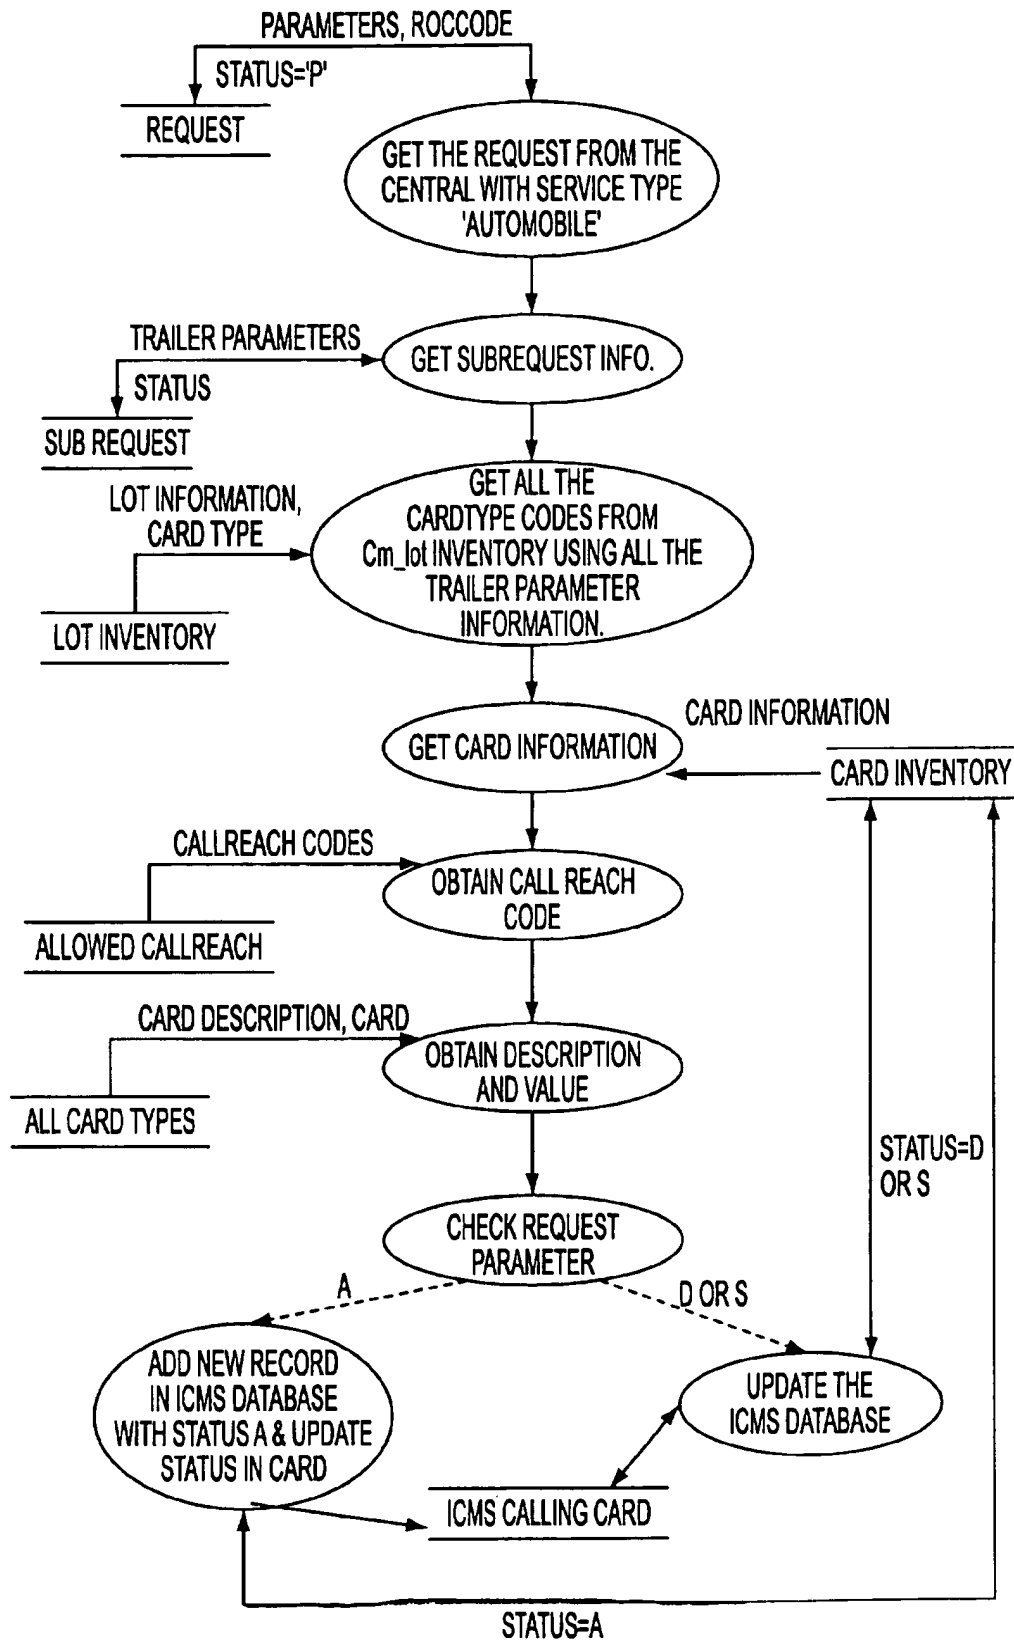 PARAMETERS, ROCCODE
STATUS='P'
REQUEST
GET THE REQUEST FROM THE
CENTRAL WITH SERVICE TYPE
'AUTOMOBILE'
TRAILER PARAMETERS
GET SUBREQUEST INFO.
STATUS
SUB REQUEST
LOT INFORMATION,
CARD TYPE
GET ALL THE
CARDTYPE CODES FROM
Cm_lot INVENTORY USING ALL THE
TRAILER PARAMETER
INFORMATION.
LOT INVENTORY
CARD INFORMATION
GET CARD INFORMATION
CARD INVENTORY
CALLREACH CODES
OBTAIN CALL REACH
CODE
ALLOWED CALLREACH
CARD DESCRIPTION, CARD
OBTAIN DESCRIPTION
AND VALUE
ALL CARD TYPES
STATUS=D
OR S
CHECK REQUEST
PARAMETER
A
D OR S
ADD NEW RECORD
IN ICMS DATABASE
WITH STATUS A & UPDATE
STATUS IN CARD
UPDATE THE
ICMS DATABASE
ICMS CALLING CARD
STATUS=A